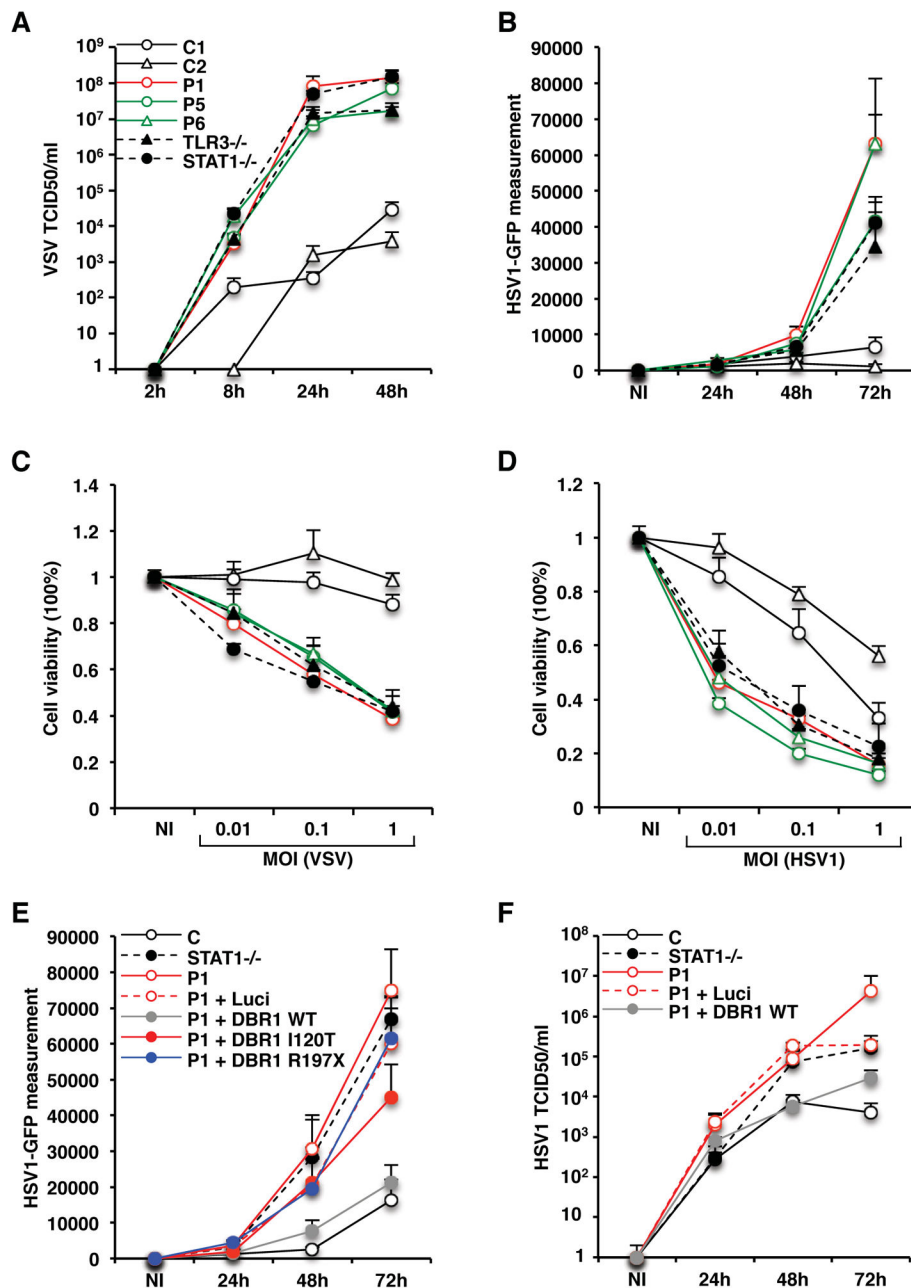 A
VSV TCID50/ml
10⁹
10⁸
10⁷
10⁶
10⁵
10⁴
10³
10²
10
1
C1
C2
P1
P5
P6
TLR3-/-
STAT1-/-
2h 8h 24h 48h
B
HSV1-GFP measurement
90000
80000
70000
60000
50000
40000
30000
20000
10000
0
NI 24h 48h 72h
C
Cell viability (100%)
1.4
1.2
1
0.8
0.6
0.4
0.2
0
NI 0.01 0.1 1
MOI (VSV)
D
Cell viability (100%)
1.2
1
0.8
0.6
0.4
0.2
0
NI 0.01 0.1 1
MOI (HSV1)
E
HSV1-GFP measurement
90000
80000
70000
60000
50000
40000
30000
20000
10000
0
C
STAT1-/-
P1
P1 + Luci
P1 + DBR1 WT
P1 + DBR1 I120T
P1 + DBR1 R197X
NI 24h 48h 72h
F
HSV1 TCID50/ml
10⁸
10⁷
10⁶
10⁵
10⁴
10³
10²
10
1
C
STAT1-/-
P1
P1 + Luci
P1 + DBR1 WT
NI 24h 48h 72h